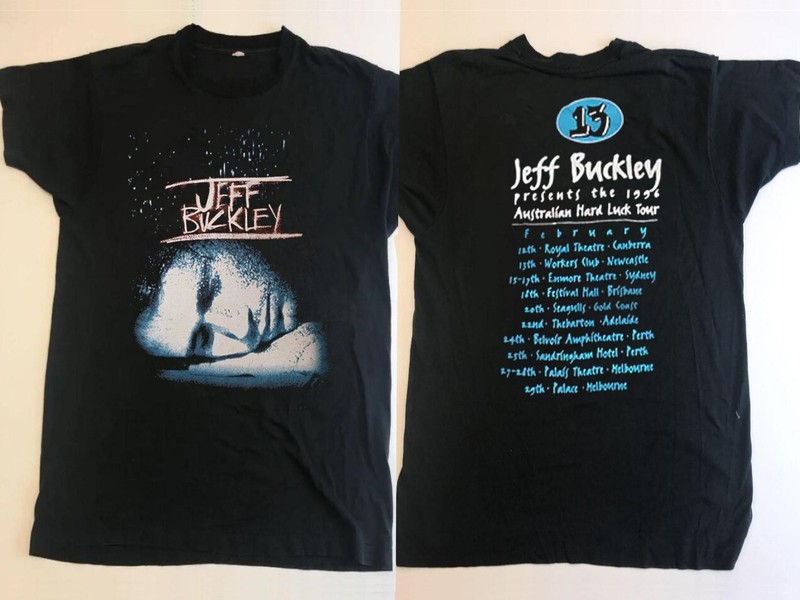 JEFF
BUCKLEY
13
Jeff Buckley
presents the 1996
Australian Hard Luck Tour
February
12th · Royal Theatre · Canberra
13th · Workers Club · Newcastle
15-17th · Enmore Theatre · Sydney
18th · Festival Hall · Brisbane
20th · Seagulls · Gold Coast
22nd · Thebarton · Adelaide
24th · Belvoir Amphitheatre · Perth
25th · Sandringham Hotel · Perth
27-28th · Palais Theatre · Melbourne
29th · Palace · Melbourne